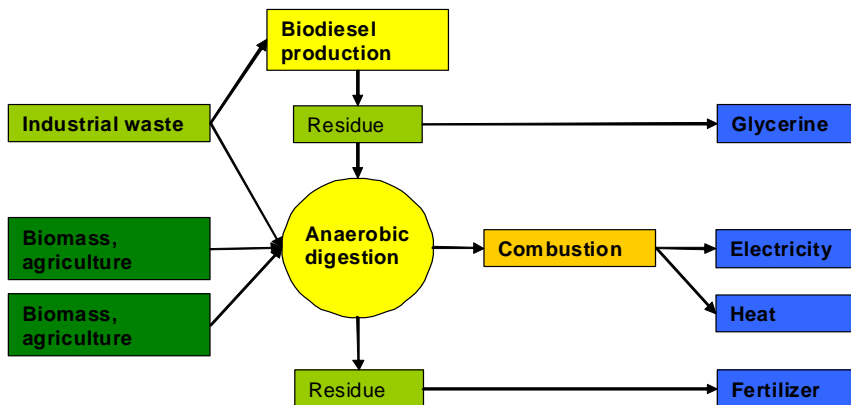 Biodiesel
production
Industrial waste
Residue
Glycerine
Biomass,
agriculture
Anaerobic
digestion
Combustion
Electricity
Biomass,
agriculture
Heat
Residue
Fertilizer